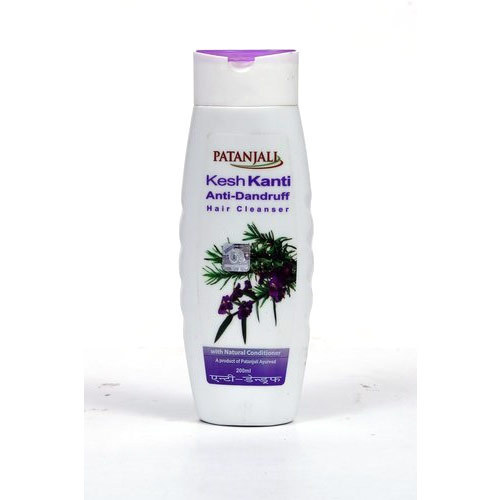 PATANJALI
Kesh Kanti
Anti-Dandruff
Hair Cleanser
with Natural Conditioner
A product of Patanjali Ayurved
200ml
एन्टी-डेन्ड्रफ